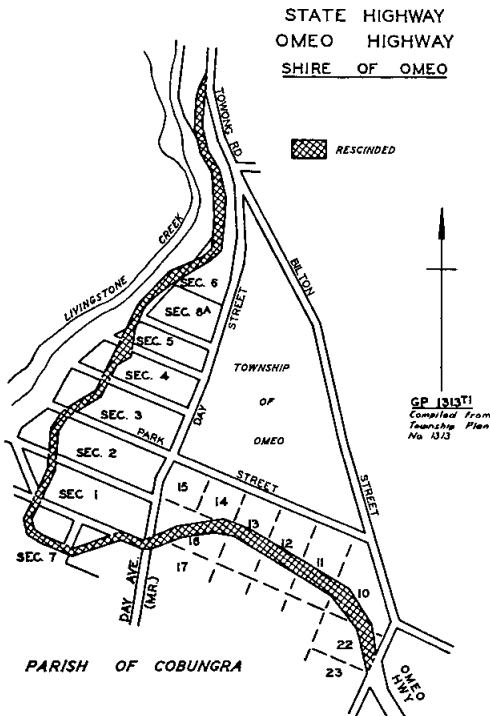 STATE HIGHWAY
OMEO HIGHWAY
SHIRE OF OMEO
RESCINDED
TOWONG RD
LIVINGSTONE CREEK
BILTON STREET
SEC. 6
SEC. 8A
SEC. 5
SEC. 4
SEC. 3
SEC. 2
SEC. 1
SEC. 7
DAY STREET
TOWNSHIP
OF
OMEO
PARK STREET
GP 1313T1
Compiled from
Township Plan
No 1313
15
14
13
12
11
10
16
17
22
23
DAY AVE.
(M.R.)
OMEO
HWY
PARISH OF COBUNGRA